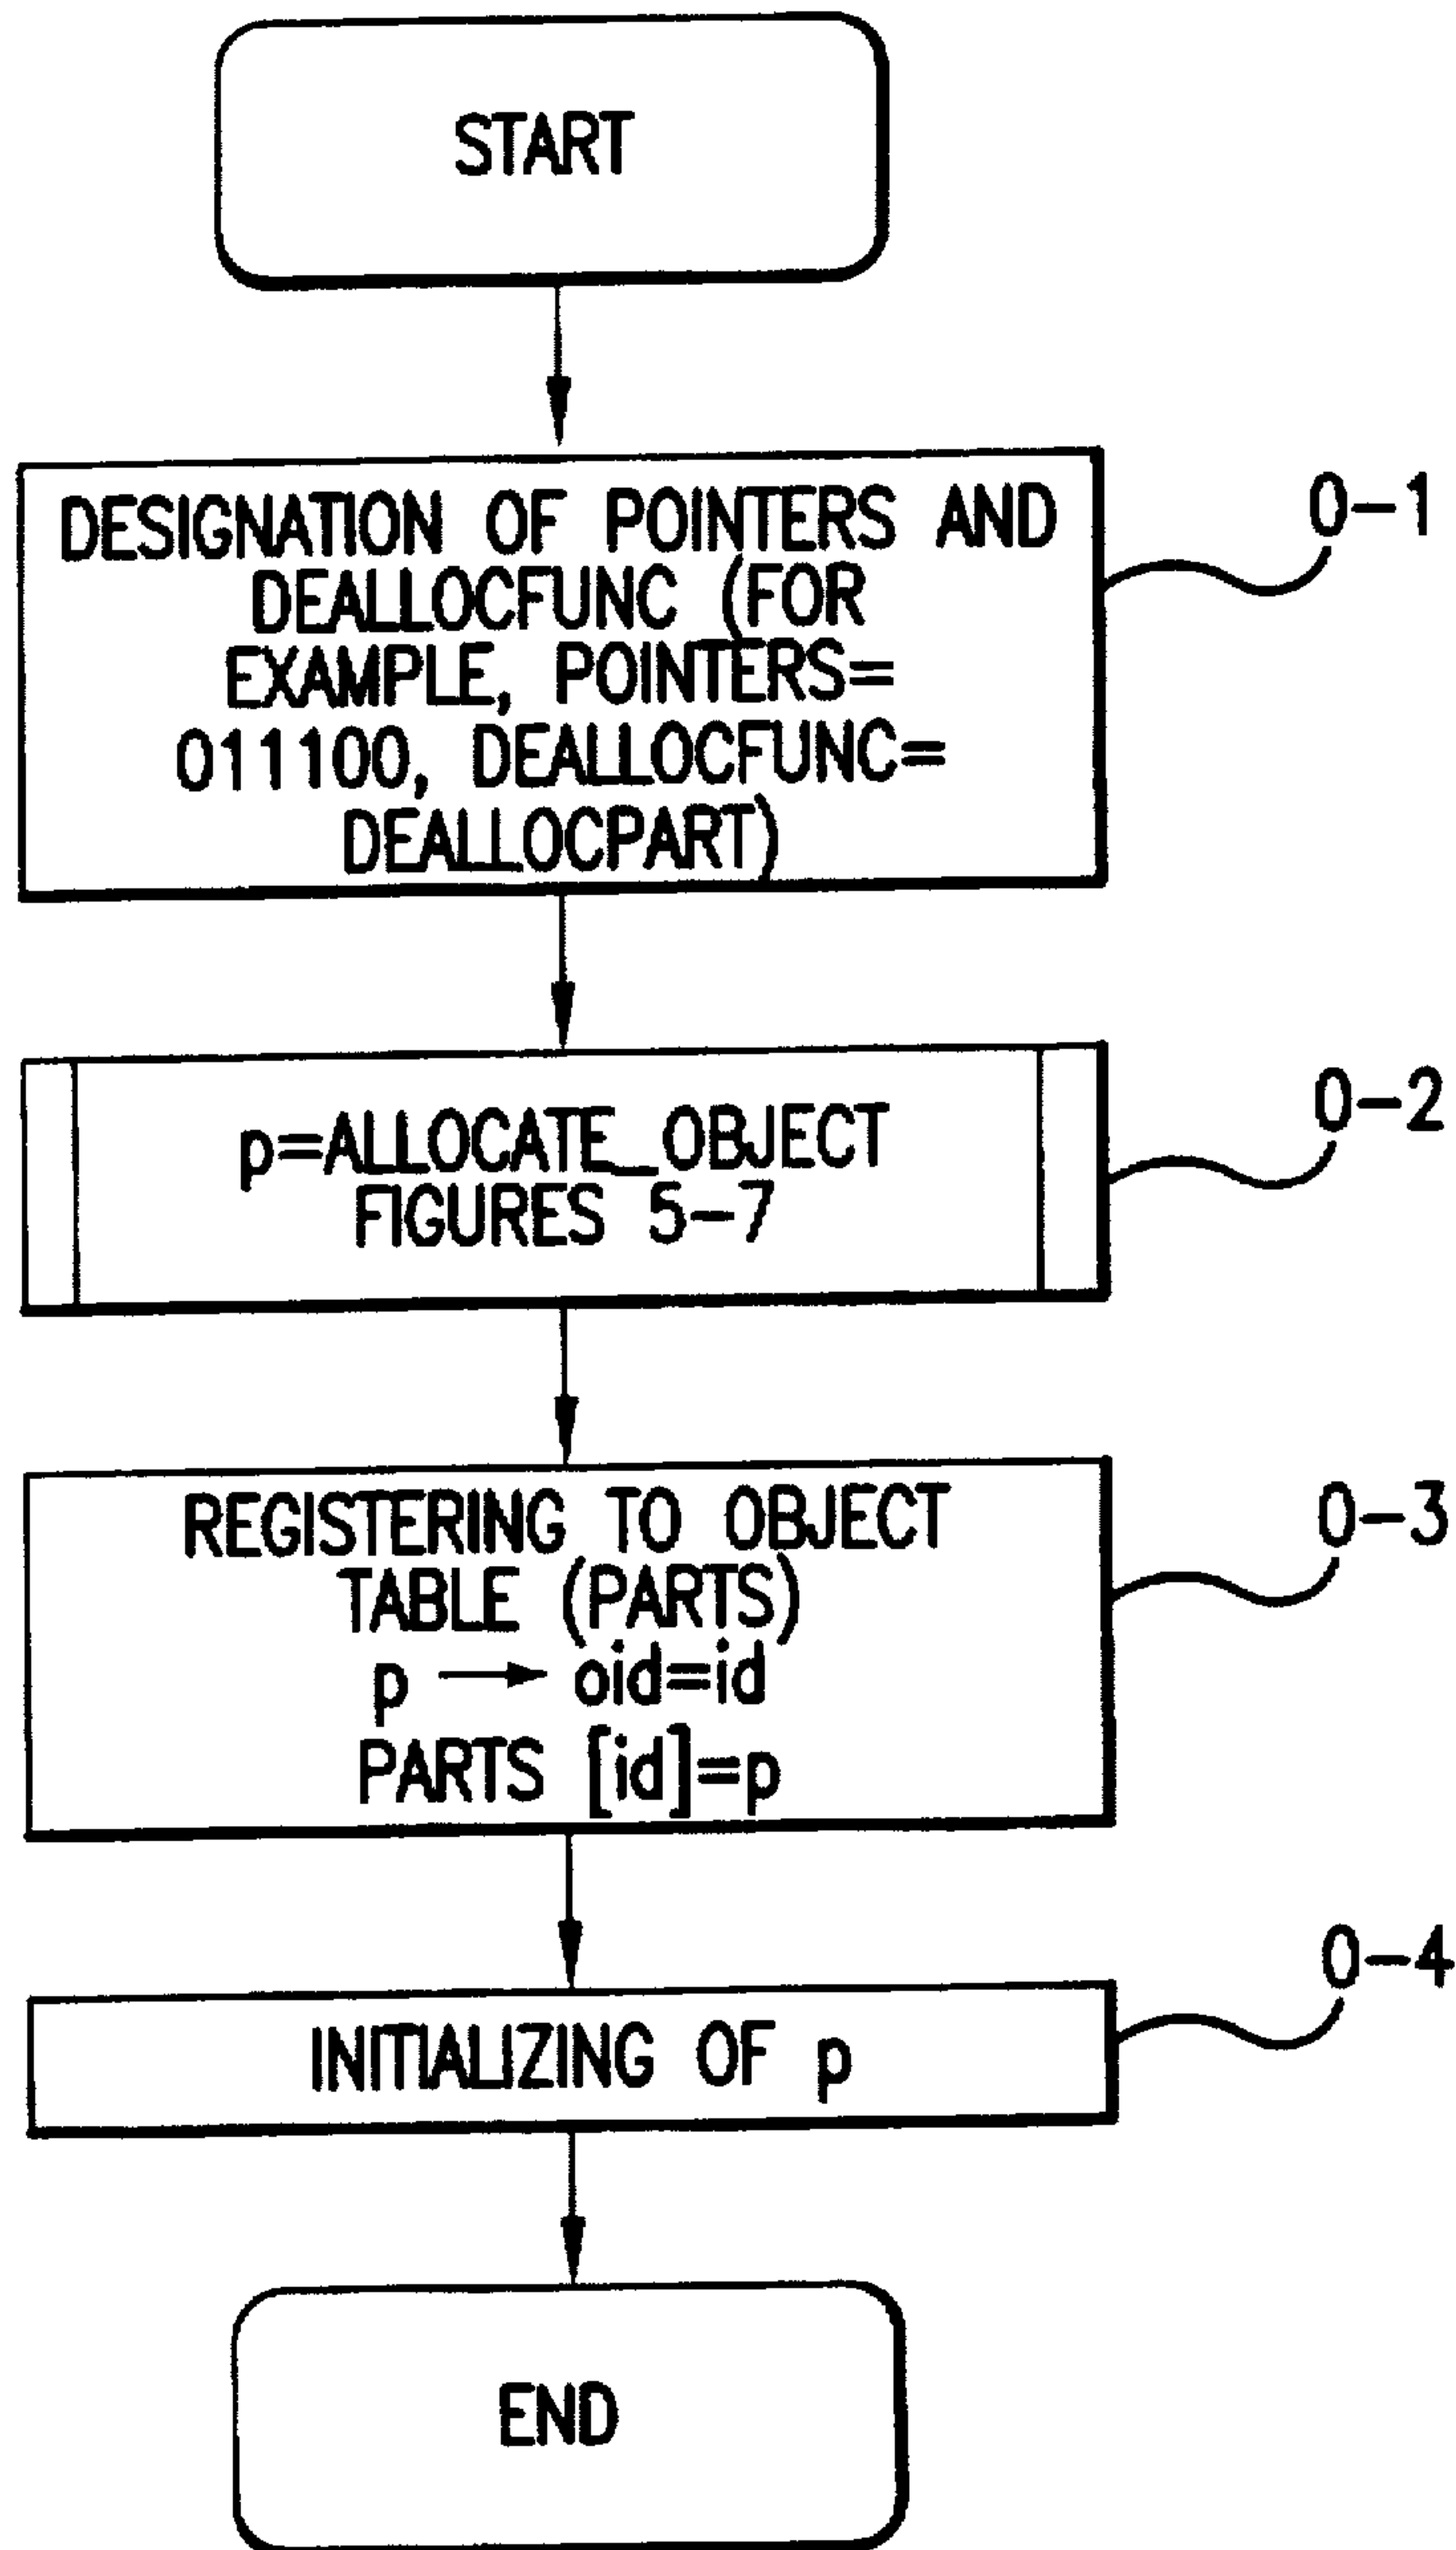 START
DESIGNATION OF POINTERS AND
DEALLOCFUNC (FOR
EXAMPLE, POINTERS=
011100, DEALLOCFUNC=
DEALLOCPART)
0-1
p=ALLOCATE_OBJECT
FIGURES 5-7
0-2
REGISTERING TO OBJECT
TABLE (PARTS)
p → oid=id
PARTS [id]=p
0-3
INITIALIZING OF p
0-4
END